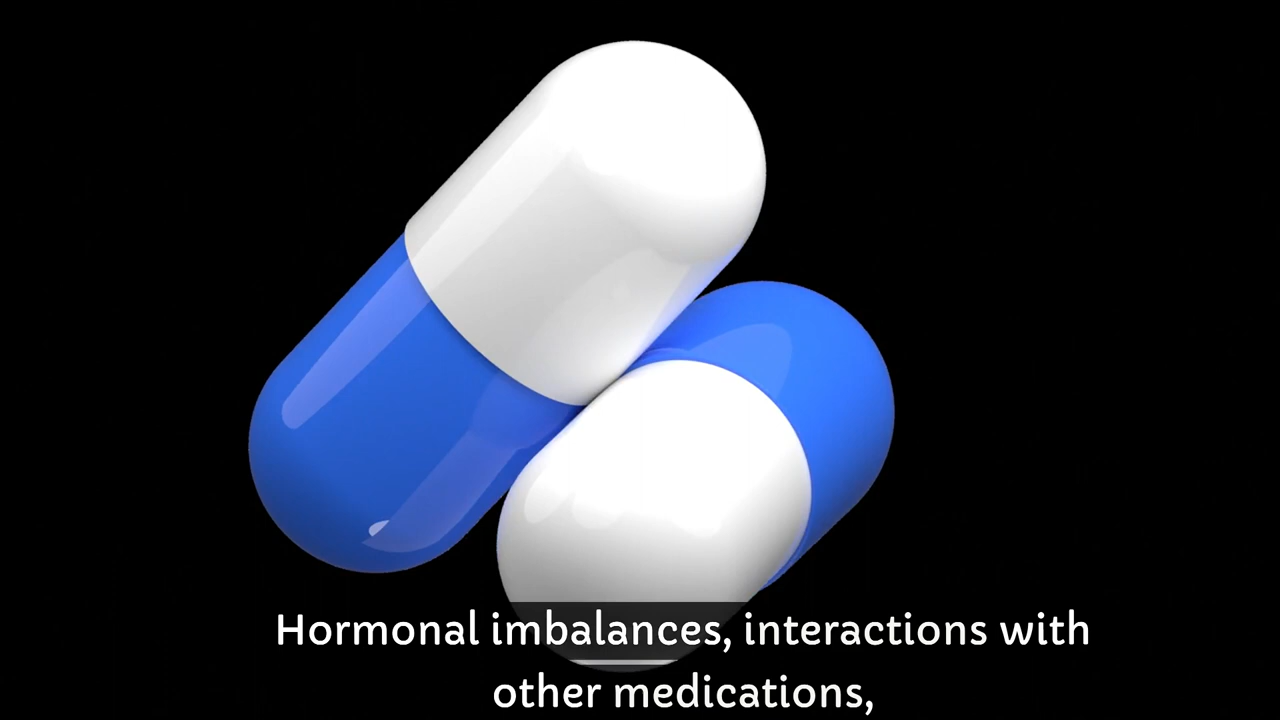 Hormonal imbalances, interactions with
other medications,